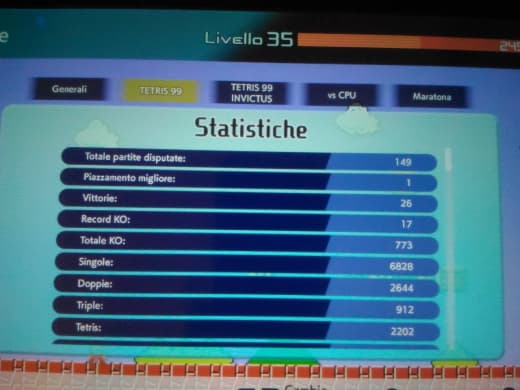 Livello 35
Generali
TETRIS 99
TETRIS 99
INVICTUS
vs CPU
Maratona
Statistiche
Totale partite disputate: 149
Piazzamento migliore: 1
Vittorie: 26
Record KO: 17
Totale KO: 773
Singole: 6828
Doppie: 2644
Triple: 912
Tetris: 2202